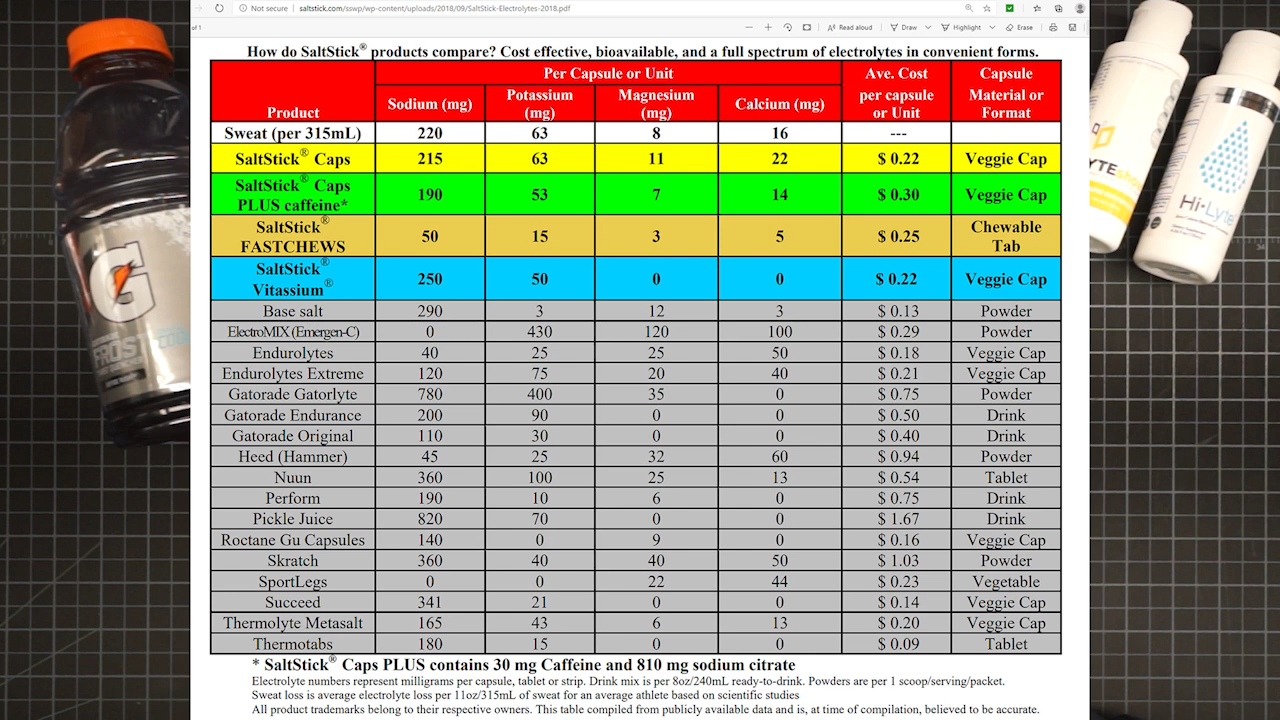 Not secure | saltstick.com/sswp/wp-content/uploads/2018/09/SaltStick-Electrolytes-2018.pdf
of 1
Read aloud Draw Highlight Erase
How do SaltStick® products compare? Cost effective, bioavailable, and a full spectrum of electrolytes in convenient forms.
Product Per Capsule or Unit Ave. Cost per capsule or Unit Capsule Material or Format
Sodium (mg) Potassium (mg) Magnesium (mg) Calcium (mg)
Sweat (per 315mL) 220 63 8 16 ---
SaltStick® Caps 215 63 11 22 $ 0.22 Veggie Cap
SaltStick® Caps PLUS caffeine* 190 53 7 14 $ 0.30 Veggie Cap
SaltStick® FASTCHEWS 50 15 3 5 $ 0.25 Chewable Tab
SaltStick® Vitassium® 250 50 0 0 $ 0.22 Veggie Cap
Base salt 290 3 12 3 $ 0.13 Powder
ElectroMIX (Emergen-C) 0 430 120 100 $ 0.29 Powder
Endurolytes 40 25 25 50 $ 0.18 Veggie Cap
Endurolytes Extreme 120 75 20 40 $ 0.21 Veggie Cap
Gatorade Gatorlyte 780 400 35 0 $ 0.75 Powder
Gatorade Endurance 200 90 0 0 $ 0.50 Drink
Gatorade Original 110 30 0 0 $ 0.40 Drink
Heed (Hammer) 45 25 32 60 $ 0.94 Powder
Nuun 360 100 25 13 $ 0.54 Tablet
Perform 190 10 6 0 $ 0.75 Drink
Pickle Juice 820 70 0 0 $ 1.67 Drink
Roctane Gu Capsules 140 0 9 0 $ 0.16 Veggie Cap
Skratch 360 40 40 50 $ 1.03 Powder
SportLegs 0 0 22 44 $ 0.23 Vegetable
Succeed 341 21 0 0 $ 0.14 Veggie Cap
Thermolyte Metasalt 165 43 6 13 $ 0.20 Veggie Cap
Thermotabs 180 15 0 0 $ 0.09 Tablet
* SaltStick® Caps PLUS contains 30 mg Caffeine and 810 mg sodium citrate
Electrolyte numbers represent milligrams per capsule, tablet or strip. Drink mix is per 8oz/240mL ready-to-drink. Powders are per 1 scoop/serving/packet.
Sweat loss is average electrolyte loss per 11oz/315mL of sweat for an average athlete based on scientific studies
All product trademarks belong to their respective owners. This table compiled from publicly available data and is, at time of compilation, believed to be accurate.
G
FROST
YTE
Hi-Lyte
34